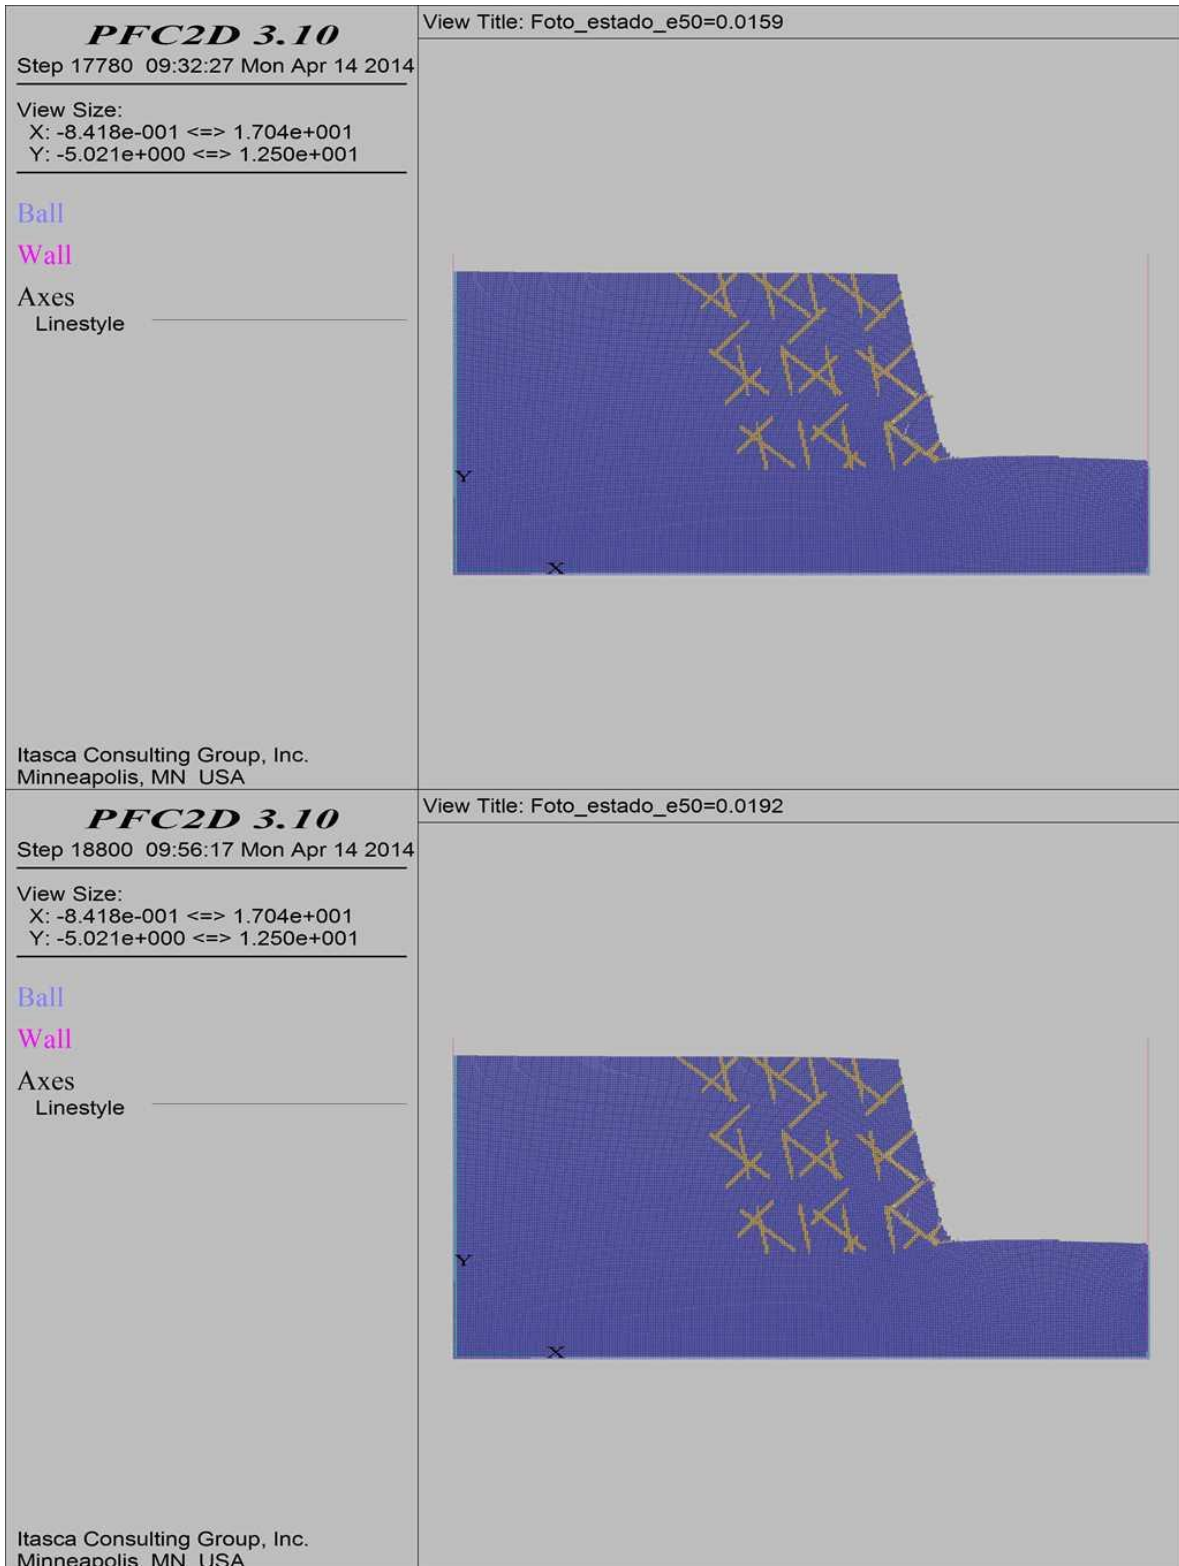 PFC2D 3.10
Step 17780 09:32:27 Mon Apr 14 2014
View Size:
X: -8.418e-001 <=> 1.704e+001
Y: -5.021e+000 <=> 1.250e+001
Ball
Wall
Axes
Linestyle
Itasca Consulting Group, Inc.
Minneapolis, MN USA
View Title: Foto_estado_e50=0.0159
Y
X
PFC2D 3.10
Step 18800 09:56:17 Mon Apr 14 2014
View Size:
X: -8.418e-001 <=> 1.704e+001
Y: -5.021e+000 <=> 1.250e+001
Ball
Wall
Axes
Linestyle
Itasca Consulting Group, Inc.
Minneapolis, MN USA
View Title: Foto_estado_e50=0.0192
Y
X